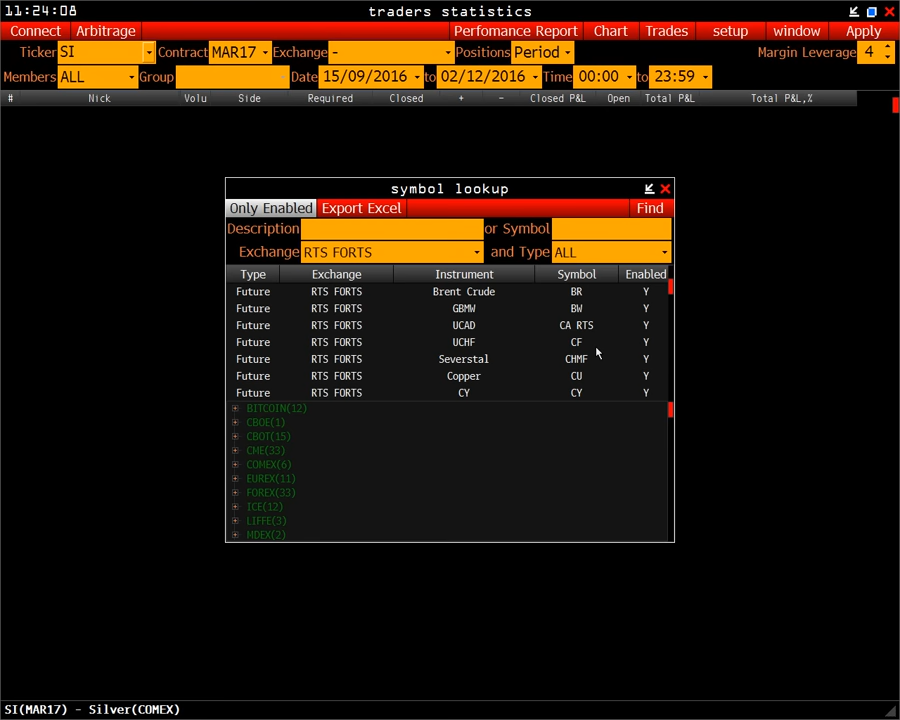 11:24:08 traders statistics
Connect Arbitrage Perfomance Report Chart Trades setup window Apply
Ticker SI Contract MAR17 Exchange - Positions Period Margin Leverage 4
Members ALL Group Date 15/09/2016 to 02/12/2016 Time 00:00 to 23:59
# Nick Volu Side Required Closed + - Closed P&L Open Total P&L Total P&L,%
symbol lookup
Only Enabled Export Excel Find
Description or Symbol
Exchange RTS FORTS and Type ALL
Type Exchange Instrument Symbol Enabled
Future RTS FORTS Brent Crude BR Y
Future RTS FORTS GBMW BW Y
Future RTS FORTS UCAD CA RTS Y
Future RTS FORTS UCHF CF Y
Future RTS FORTS Severstal CHMF Y
Future RTS FORTS Copper CU Y
Future RTS FORTS CY CY Y
BITCOIN(12)
CBOE(1)
CBOT(15)
CME(33)
COMEX(6)
EUREX(11)
FOREX(33)
ICE(12)
LIFFE(3)
MDEX(2)
SI(MAR17) - Silver(COMEX)